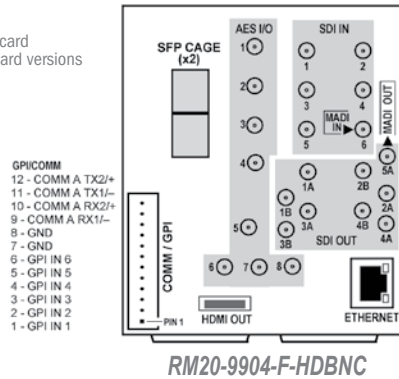 card
ard versions
SFP CAGE
(x2)
AES I/O
1
2
3
4
5
6
7
8
SDI IN
1
2
3
4
5
6
MADI
IN
MADI OUT
5A
1A
2B
1B
2A
3A
4B
3B
4A
SDI OUT
GPI/COMM
12 - COMM A TX2/+
11 - COMM A TX1/–
10 - COMM A RX2/+
9 - COMM A RX1/–
8 - GND
7 - GND
6 - GPI IN 6
5 - GPI IN 5
4 - GPI IN 4
3 - GPI IN 3
2 - GPI IN 2
1 - GPI IN 1
COMM / GPI
PIN 1
HDMI OUT
ETHERNET
RM20-9904-F-HDBNC